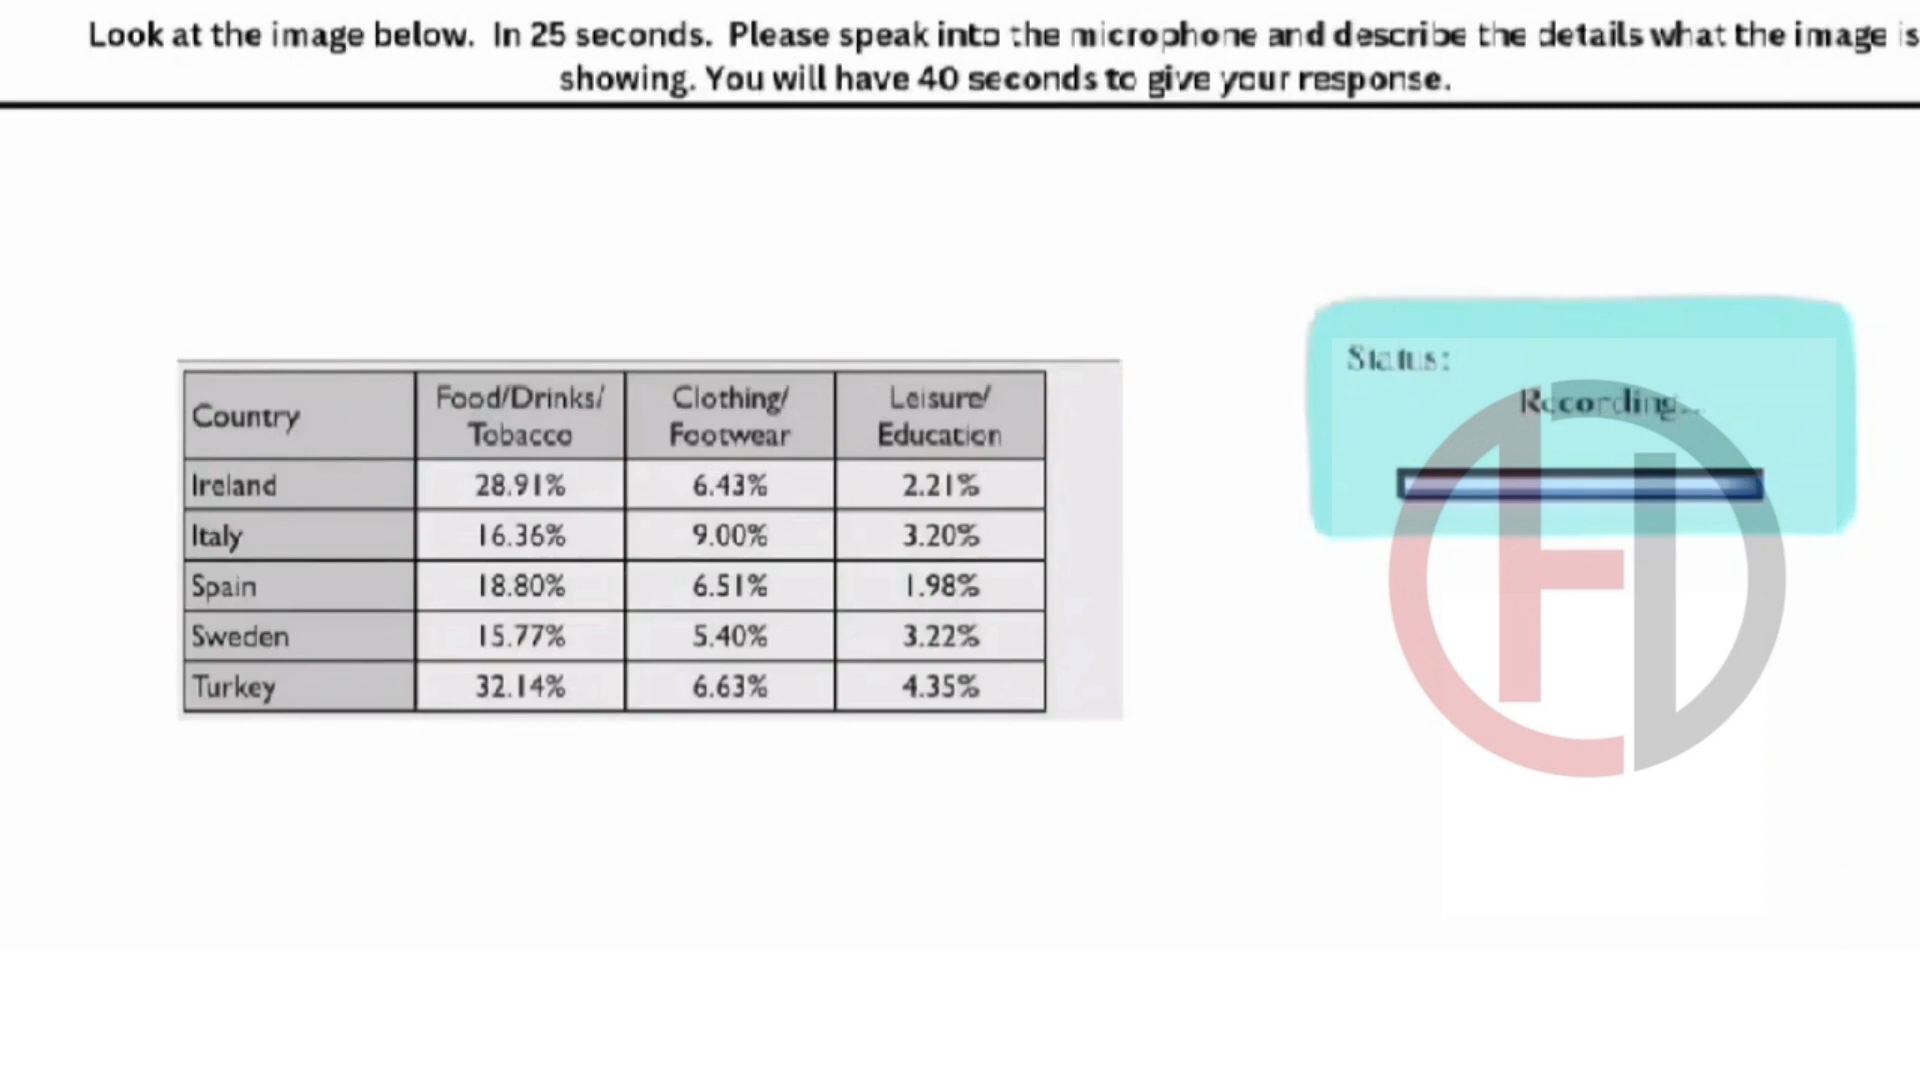 Look at the image below. In 25 seconds. Please speak into the microphone and describe the details what the image is
showing. You will have 40 seconds to give your response.
Status:
Recording...
Country Food/Drinks/ Tobacco Clothing/ Footwear Leisure/ Education
Ireland 28.91% 6.43% 2.21%
Italy 16.36% 9.00% 3.20%
Spain 18.80% 6.51% 1.98%
Sweden 15.77% 5.40% 3.22%
Turkey 32.14% 6.63% 4.35%